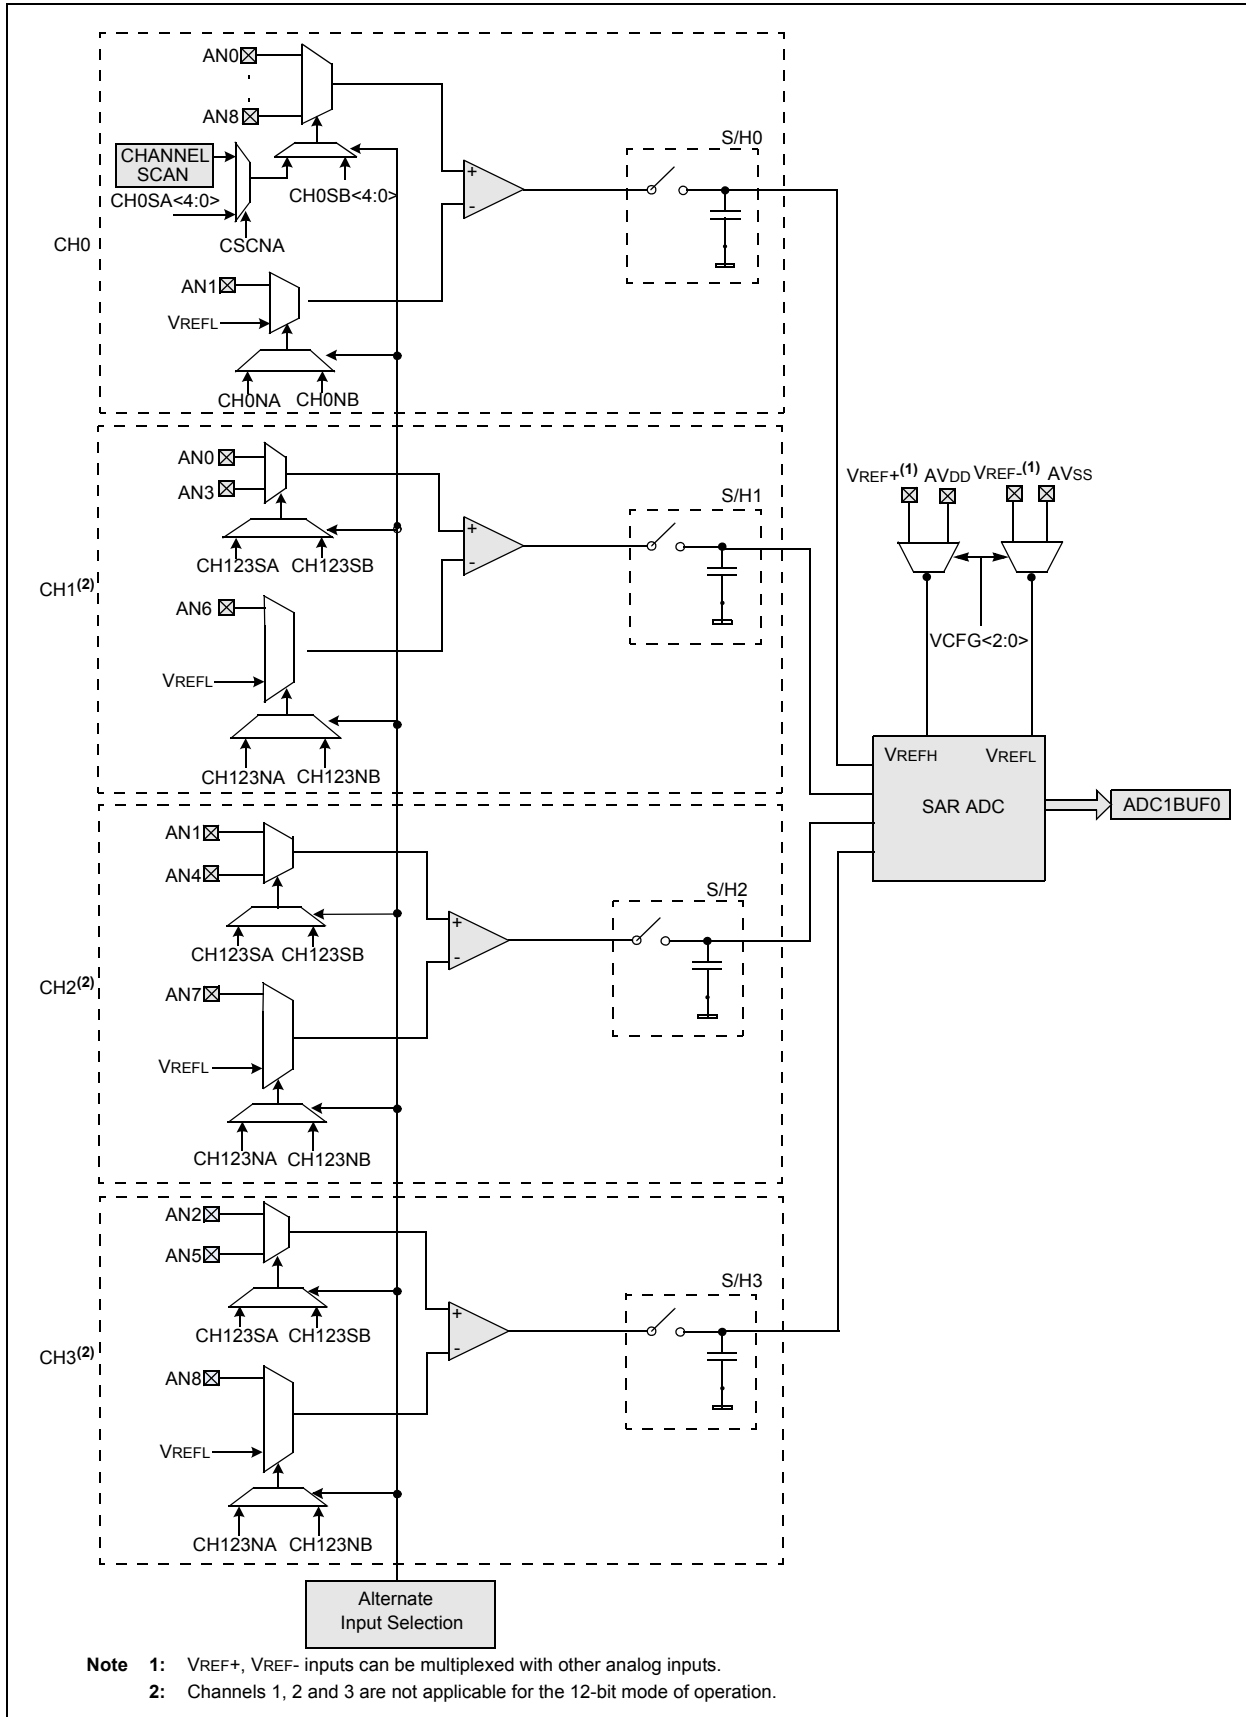 AN0
AN8
CHANNEL
SCAN
CH0SA<4:0>
CH0SB<4:0>
CSCNA
CH0
AN1
VREFL
CH0NA
CH0NB
+
-
S/H0
AN0
AN3
CH123SA
CH123SB
CH1(2)
AN6
VREFL
CH123NA
CH123NB
+
-
S/H1
AN1
AN4
CH123SA
CH123SB
CH2(2)
AN7
VREFL
CH123NA
CH123NB
+
-
S/H2
AN2
AN5
CH123SA
CH123SB
CH3(2)
AN8
VREFL
CH123NA
CH123NB
+
-
S/H3
VREF+(1) AVDD VREF-(1) AVSS
VCFG<2:0>
VREFH
VREFL
SAR ADC
ADC1BUF0
Alternate
Input Selection
Note 1: VREF+, VREF- inputs can be multiplexed with other analog inputs.
2: Channels 1, 2 and 3 are not applicable for the 12-bit mode of operation.